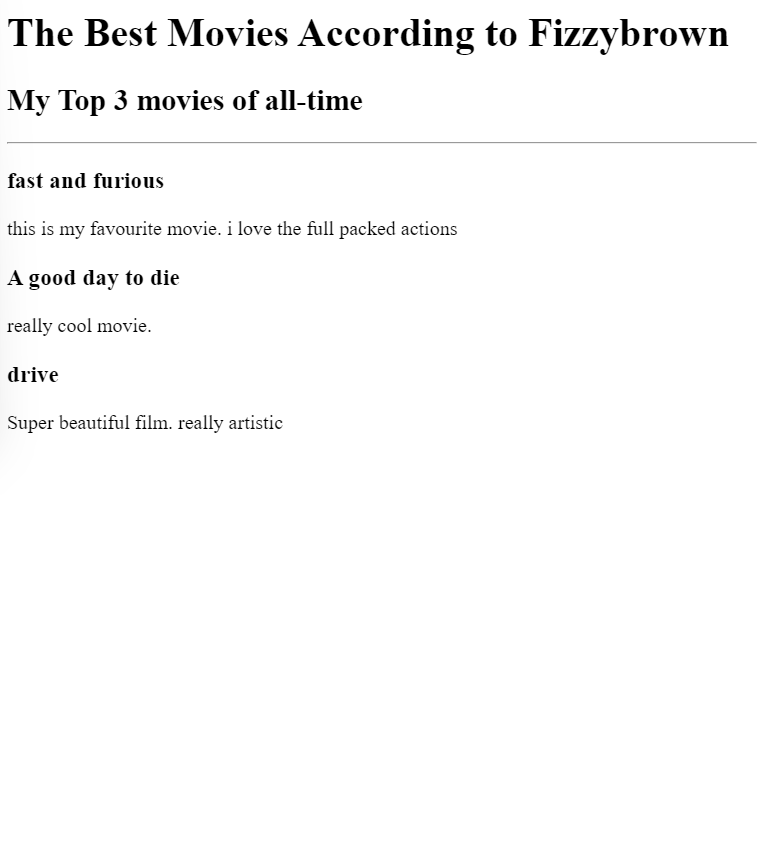 The Best Movies According to Fizzybrown
My Top 3 movies of all-time
fast and furious
this is my favourite movie. i love the full packed actions
A good day to die
really cool movie.
drive
Super beautiful film. really artistic